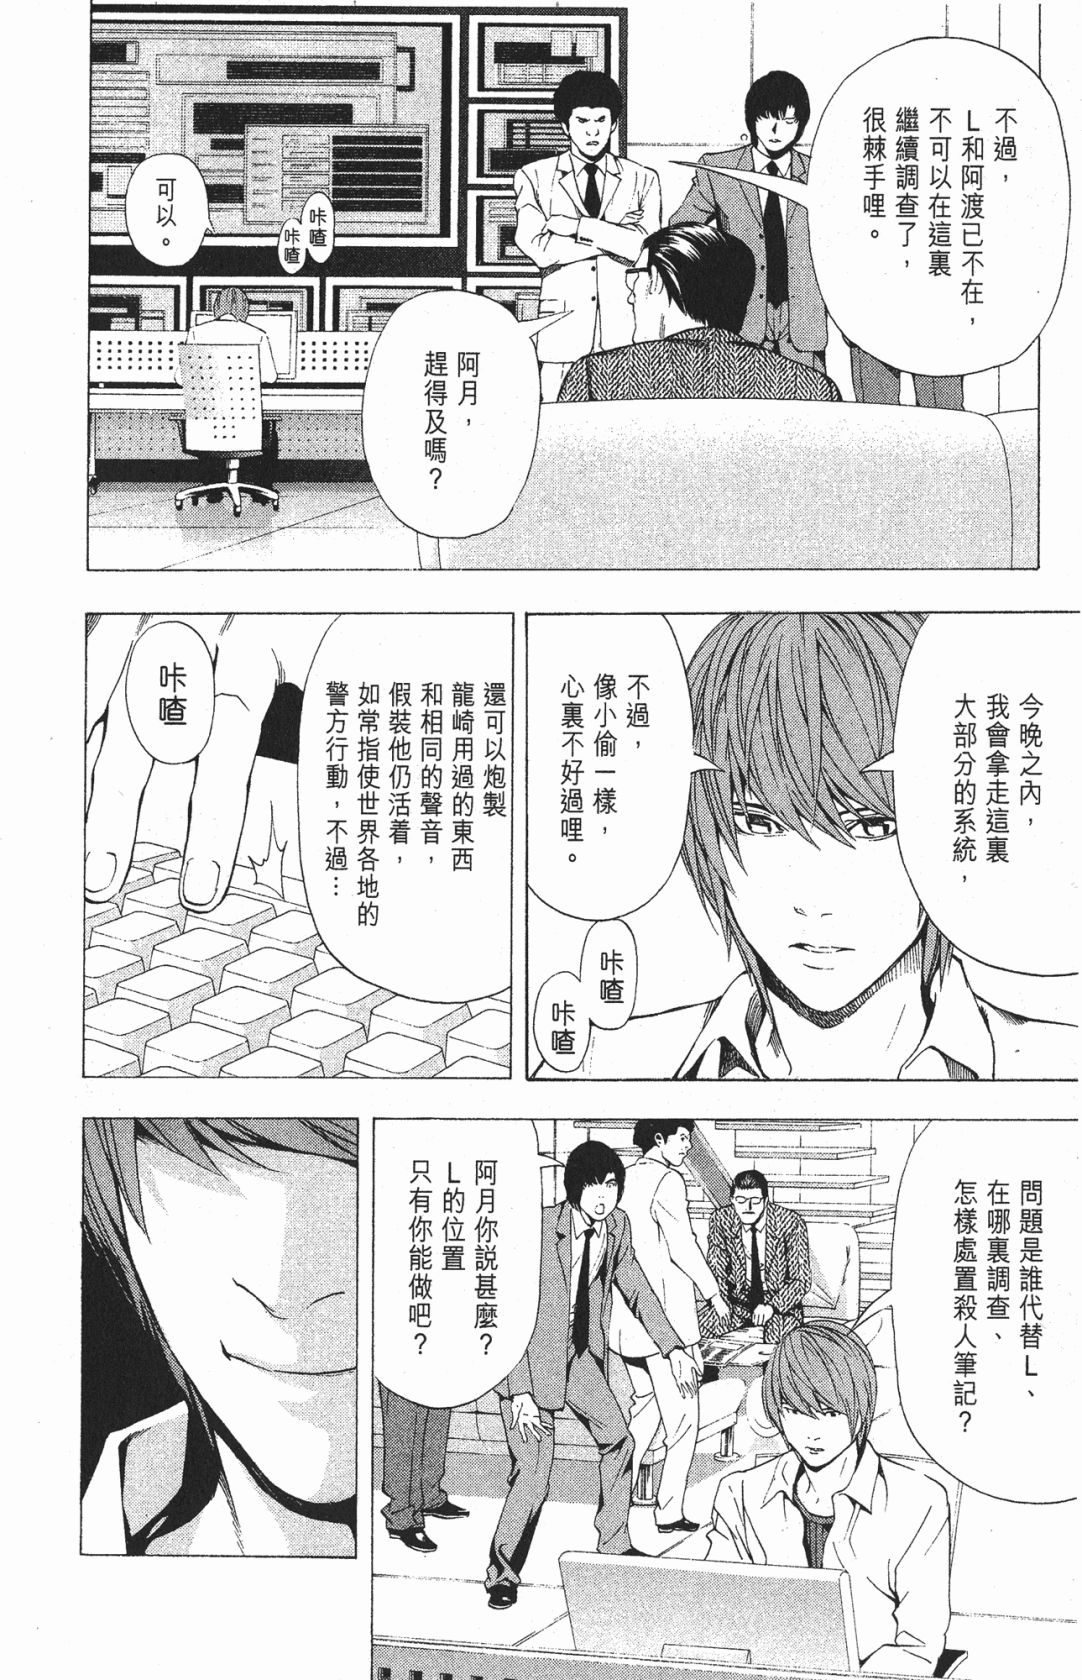 不過，
L和阿渡已不在，
不可以在這裏
繼續調查了，
很棘手哩。
阿月，
趕得及嗎？
咔喳
咔喳
可以。
今晚之內，
我會拿走這裏
大部分的系統，
不過，
像小偷一樣，
心裏不好過哩。
咔喳
咔喳
還可以炮製
龍崎用過的東西
和相同的聲音，
假裝他仍活着，
如常指使世界各地的
警方行動，不過…
咔喳
問題是誰代替L、
在哪裏調查、
怎樣處置殺人筆記？
阿月你説甚麼？
L的位置
只有你能做吧？